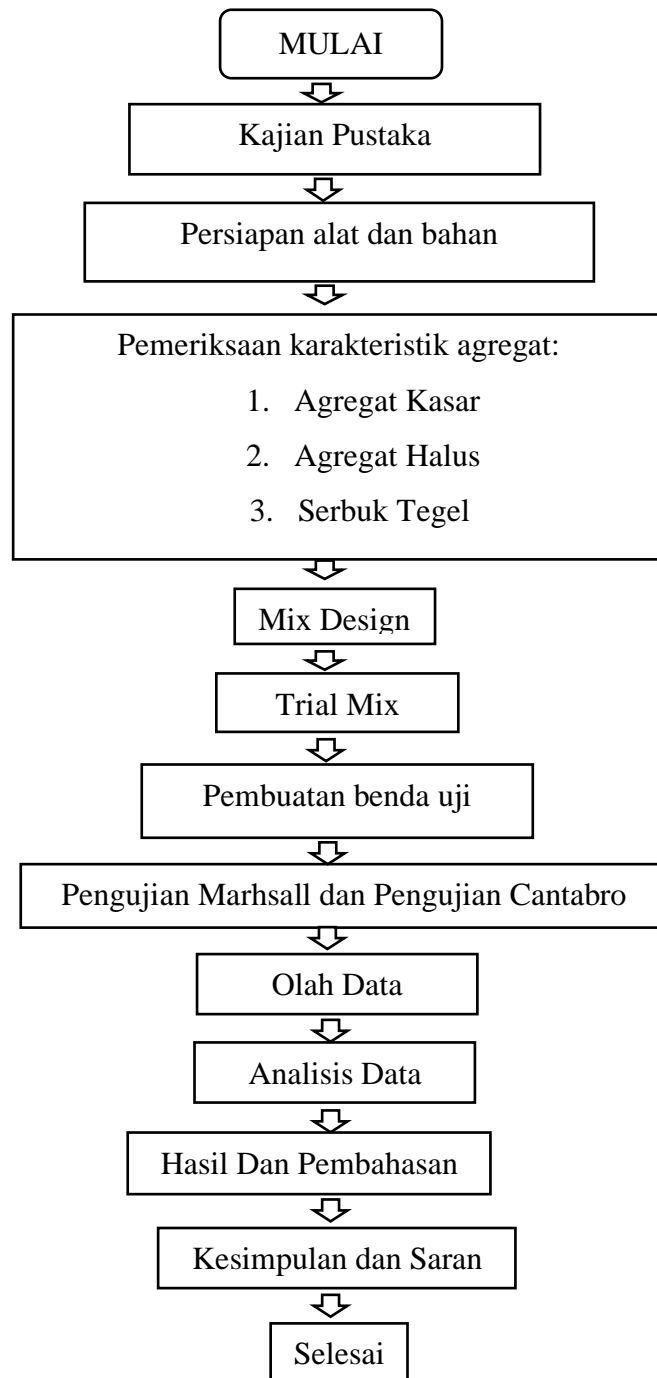 MULAI
Kajian Pustaka
Persiapan alat dan bahan
Pemeriksaan karakteristik agregat:
1. Agregat Kasar
2. Agregat Halus
3. Serbuk Tegel
Mix Design
Trial Mix
Pembuatan benda uji
Pengujian Marhsall dan Pengujian Cantabro
Olah Data
Analisis Data
Hasil Dan Pembahasan
Kesimpulan dan Saran
Selesai